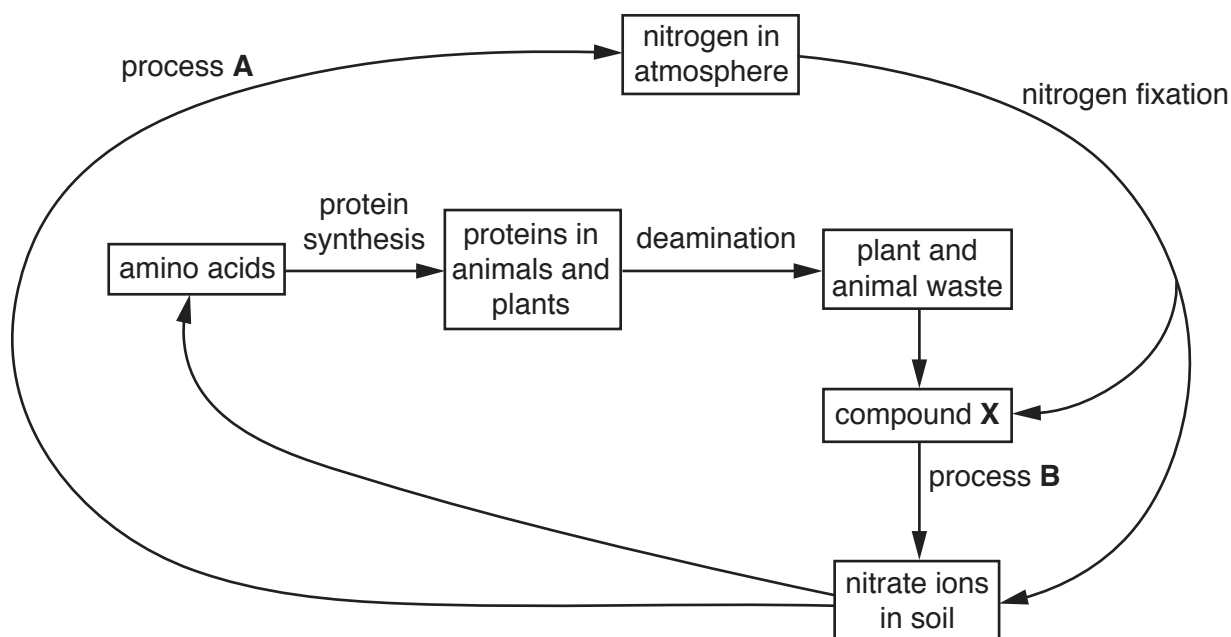 nitrogen in
atmosphere
process A
nitrogen fixation
protein
synthesis
amino acids
proteins in
animals and
plants
deamination
plant and
animal waste
compound X
process B
nitrate ions
in soil